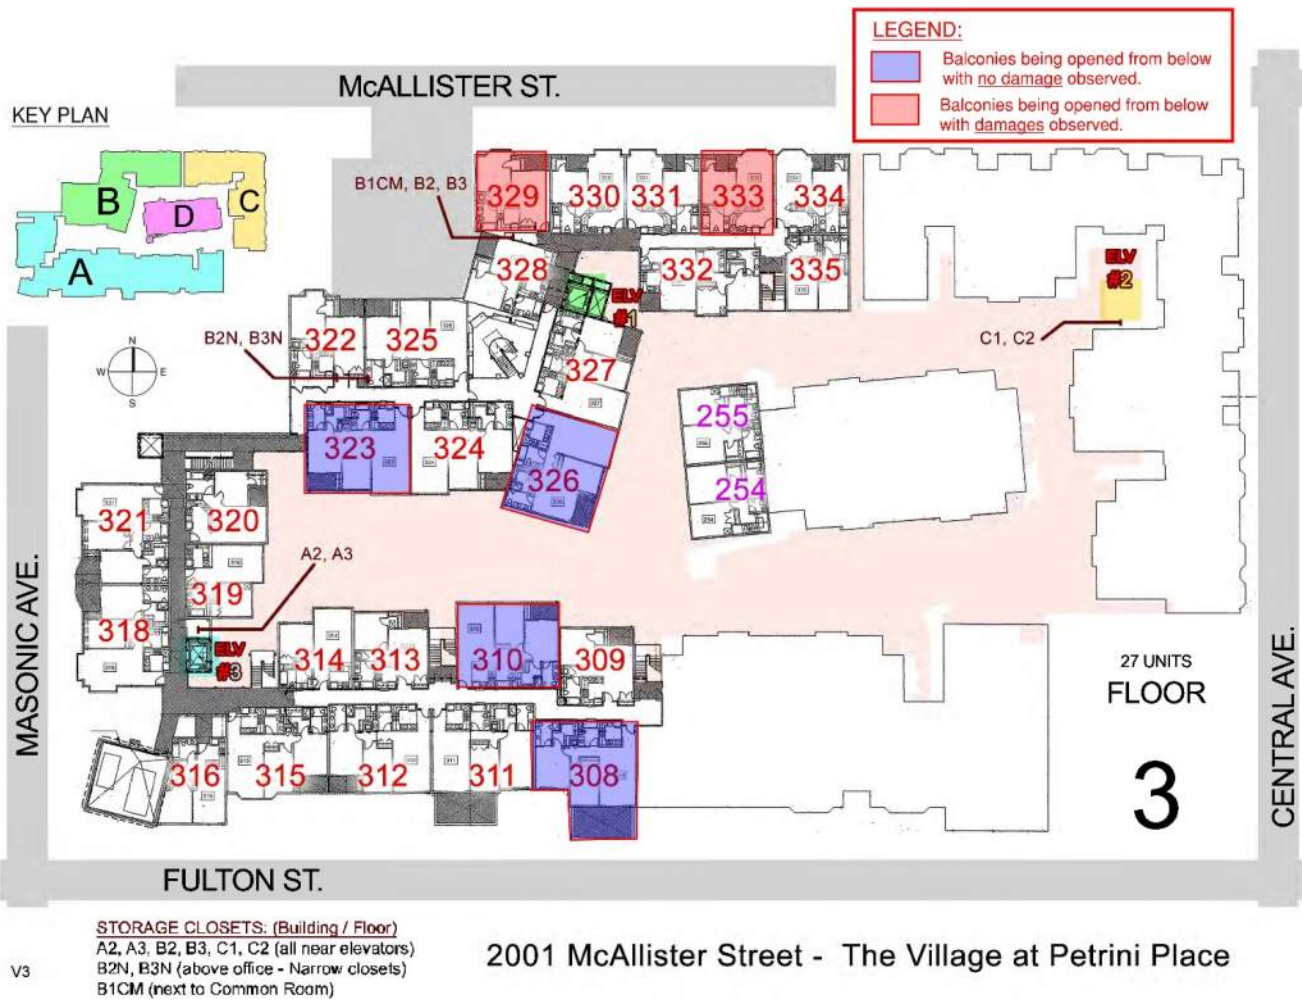 LEGEND:
Balconies being opened from below
with no damage observed.
Balconies being opened from below
with damages observed.
McALLISTER ST.
KEY PLAN
B
C
D
A
B1CM, B2, B3
329
330
331
333
334
328
332
335
ELV
#1
ELV
#2
C1, C2
B2N, B3N
322
325
327
N
W
E
S
323
324
326
255
254
321
320
A2, A3
319
318
ELV
#3
314
313
310
309
316
315
312
311
308
MASONIC AVE.
CENTRAL AVE.
27 UNITS
FLOOR
3
FULTON ST.
STORAGE CLOSETS: (Building / Floor)
A2, A3, B2, B3, C1, C2 (all near elevators)
B2N, B3N (above office - Narrow closets)
B1CM (next to Common Room)
V3
2001 McAllister Street - The Village at Petrini Place